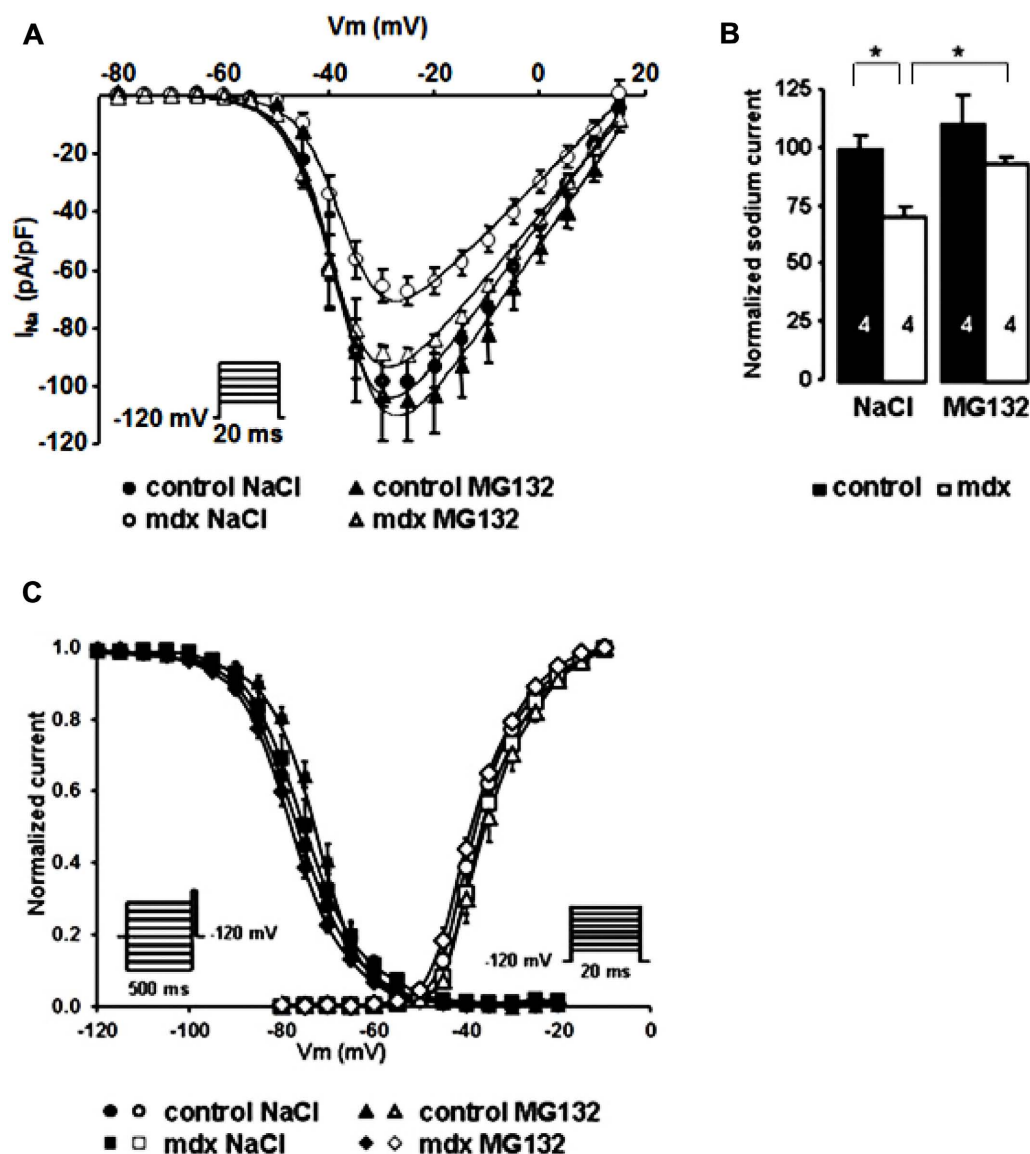 A
Vm (mV)
-80 -60 -40 -20 0 20
-20
-40
-60
-80
-100
-120
INa (pA/pF)
-120 mV
20 ms
control NaCl control MG132
mdx NaCl mdx MG132
B
* *
125
100
75
50
25
0
Normalized sodium current
4 4 4 4
NaCl MG132
control mdx
C
1.0
0.8
0.6
0.4
0.2
0.0
Normalized current
-120 mV
500 ms
-120 mV
20 ms
-120 -100 -80 -60 -40 -20 0
Vm (mV)
control NaCl control MG132
mdx NaCl mdx MG132